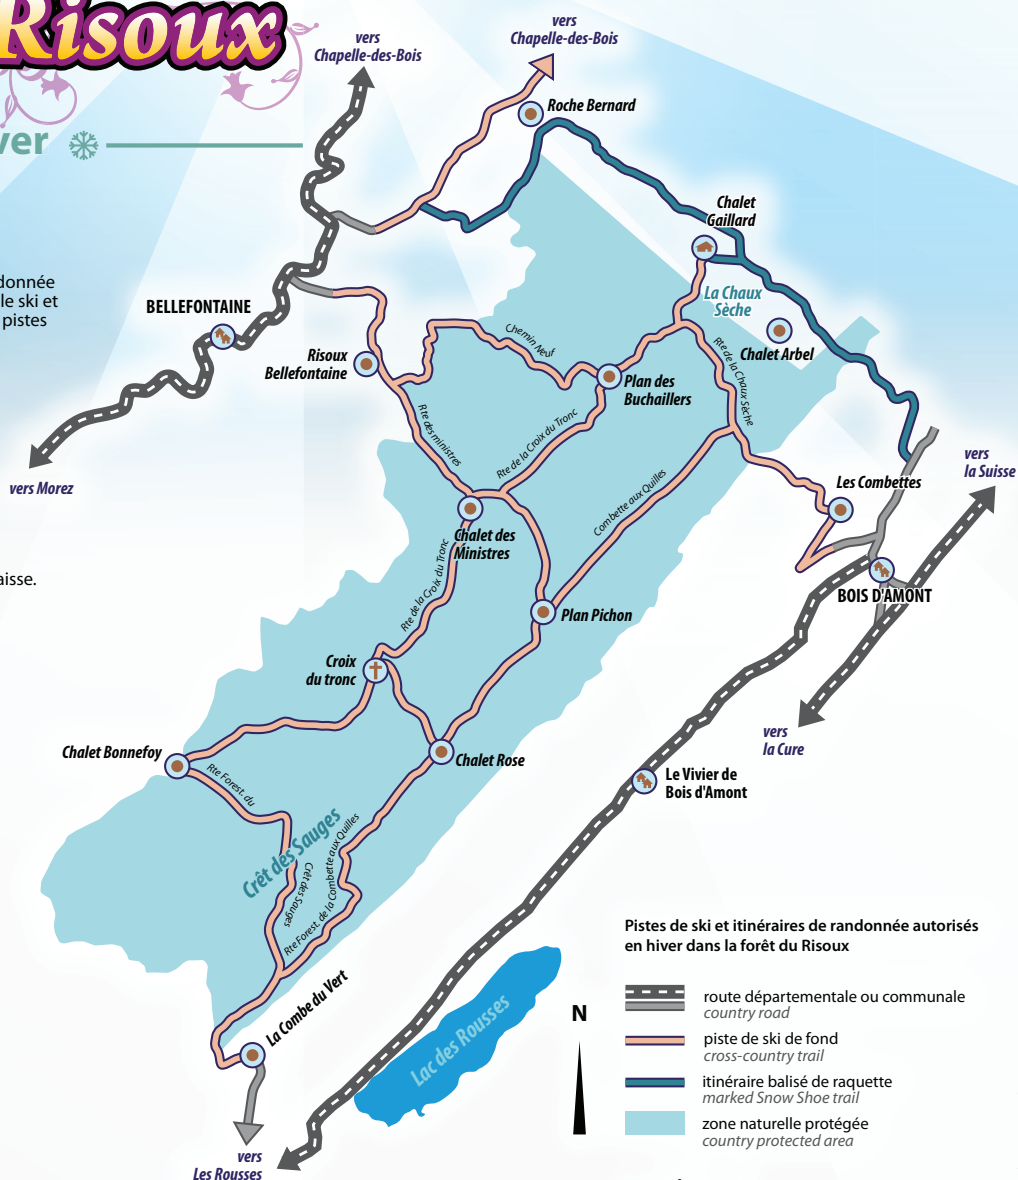 Risoux
vers
Chapelle-des-Bois
vers
Chapelle-des-Bois
ver
Roche Bernard
Chalet
Gaillard
donnée
le ski et
pistes
BELLEFONTAINE
La Chaux
Sèche
Chalet Arbel
Risoux
Bellefontaine
Chemin Neuf
Plan des
Buchaillers
Rte de la Chaux Sèche
Rte des ministres
Rte de la Croix du Tronc
vers Morez
vers
la Suisse
Les Combettes
Combette aux Quilles
Chalet des
Ministres
aisse.
BOIS D'AMONT
Rte de la Croix du Tronc
Plan Pichon
Croix
du tronc
vers
la Cure
Chalet Bonnefoy
Chalet Rose
Rte Forest. du
Crêt des Sauges
Le Vivier de
Bois d'Amont
Crêt des Sauges
Rte Forest. de la Combette aux Quilles
La Combe du Vert
Lac des Rousses
vers
Les Rousses
N
Pistes de ski et itinéraires de randonnée autorisés
en hiver dans la forêt du Risoux
route départementale ou communale
country road
piste de ski de fond
cross-country trail
itinéraire balisé de raquette
marked Snow Shoe trail
zone naturelle protégée
country protected area